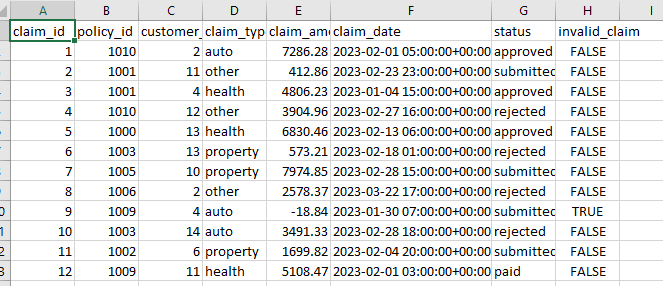 A B C D E F G H I
claim_id policy_id customer_ claim_typ claim_amo claim_date status invalid_claim
1 1010 2 auto 7286.28 2023-02-01 05:00:00+00:00 approved FALSE
2 1001 11 other 412.86 2023-02-23 23:00:00+00:00 submitted FALSE
3 1001 4 health 4806.23 2023-01-04 15:00:00+00:00 approved FALSE
4 1010 12 other 3904.96 2023-02-27 16:00:00+00:00 rejected FALSE
5 1000 13 health 6830.46 2023-02-13 06:00:00+00:00 approved FALSE
6 1003 13 property 573.21 2023-02-18 01:00:00+00:00 rejected FALSE
7 1005 10 property 7974.85 2023-02-28 15:00:00+00:00 submitted FALSE
8 1006 2 other 2578.37 2023-03-22 17:00:00+00:00 rejected FALSE
9 1009 4 auto -18.84 2023-01-30 07:00:00+00:00 submitted TRUE
10 1003 14 auto 3491.33 2023-02-28 18:00:00+00:00 rejected FALSE
11 1002 6 property 1699.82 2023-02-04 20:00:00+00:00 submitted FALSE
12 1009 11 health 5108.47 2023-02-01 03:00:00+00:00 paid FALSE